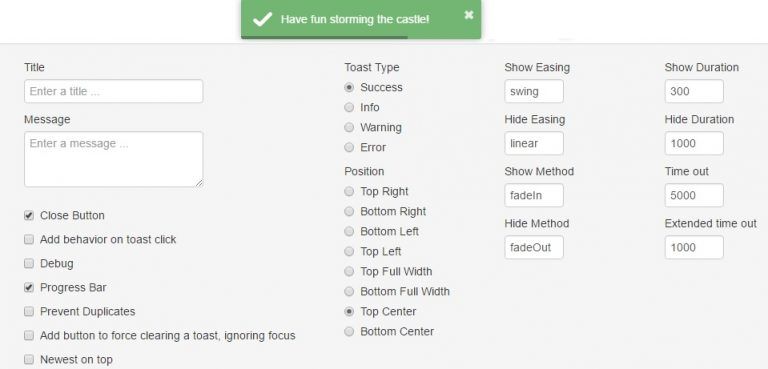 Have fun storming the castle!
Title
Enter a title ...
Message
Enter a message ...
Close Button
Add behavior on toast click
Debug
Progress Bar
Prevent Duplicates
Add button to force clearing a toast, ignoring focus
Newest on top
Toast Type
Success
Info
Warning
Error
Position
Top Right
Bottom Right
Bottom Left
Top Left
Top Full Width
Bottom Full Width
Top Center
Bottom Center
Show Easing
swing
Hide Easing
linear
Show Method
fadeIn
Hide Method
fadeOut
Show Duration
300
Hide Duration
1000
Time out
5000
Extended time out
1000